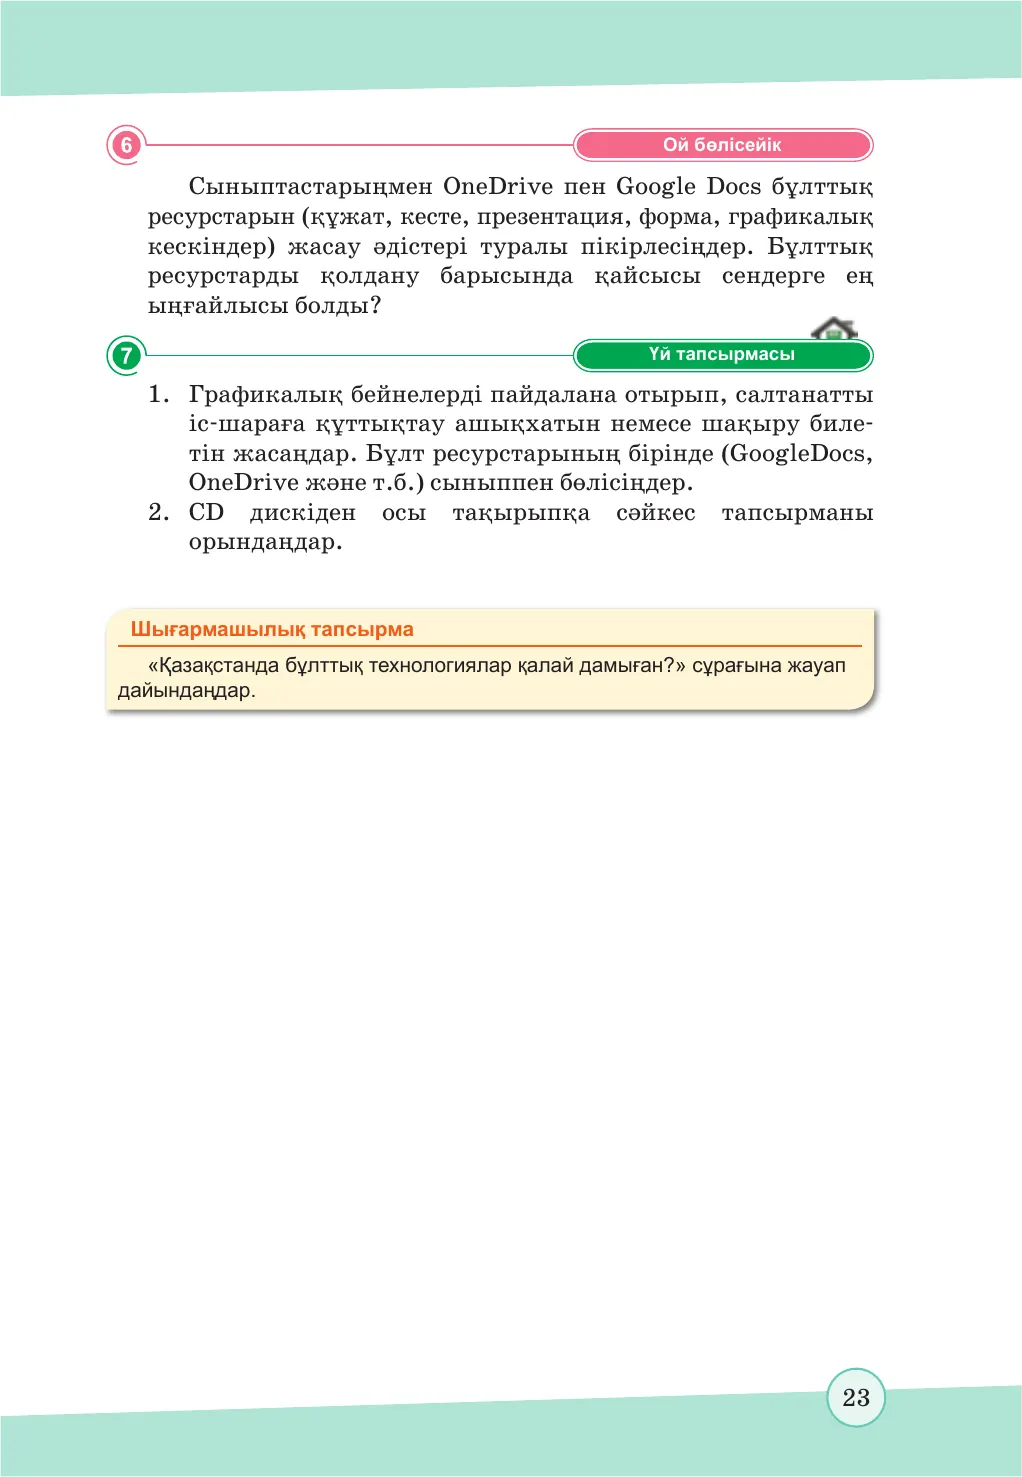 6
Ой бөлісейік
Сыныптастарыңмен OneDrive пен Google Docs бұлттық
ресурстарын (құжат, кесте, презентация, форма, графикалық
кескіндер) жасау әдістері туралы пікірлесіңдер. Бұлттық
ресурстарды қолдану барысында қайсысы сендерге ең
ыңғайлысы болды?
7
Үй тапсырмасы
1. Графикалық бейнелерді пайдалана отырып, салтанатты
іс-шараға құттықтау ашықхатын немесе шақыру биле-
тін жасаңдар. Бұлт ресурстарының бірінде (GoogleDocs,
OneDrive және т.б.) сыныппен бөлісіңдер.
2. CD дискіден осы тақырыпқа сәйкес тапсырманы
орындаңдар.
Шығармашылық тапсырма
«Қазақстанда бұлттық технологиялар қалай дамыған?» сұрағына жауап
дайындаңдар.
23